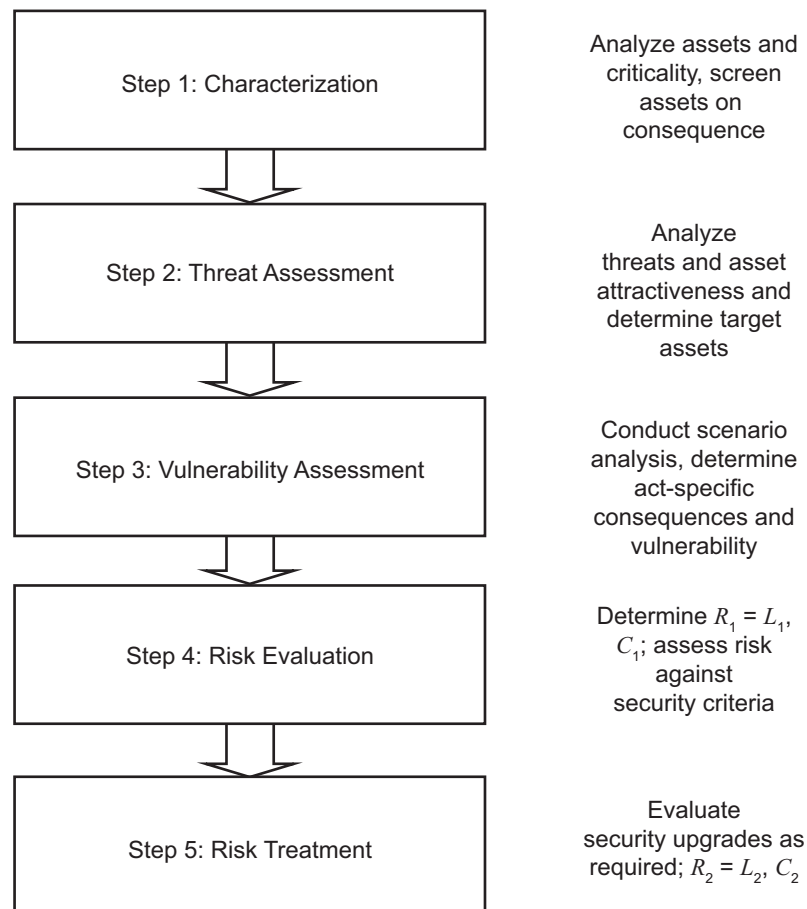 Step 1: Characterization
Analyze assets and
criticality, screen
assets on
consequence
Step 2: Threat Assessment
Analyze
threats and asset
attractiveness and
determine target
assets
Step 3: Vulnerability Assessment
Conduct scenario
analysis, determine
act-specific
consequences and
vulnerability
Step 4: Risk Evaluation
Determine R₁ = L₁,
C₁; assess risk
against
security criteria
Step 5: Risk Treatment
Evaluate
security upgrades as
required; R₂ = L₂, C₂